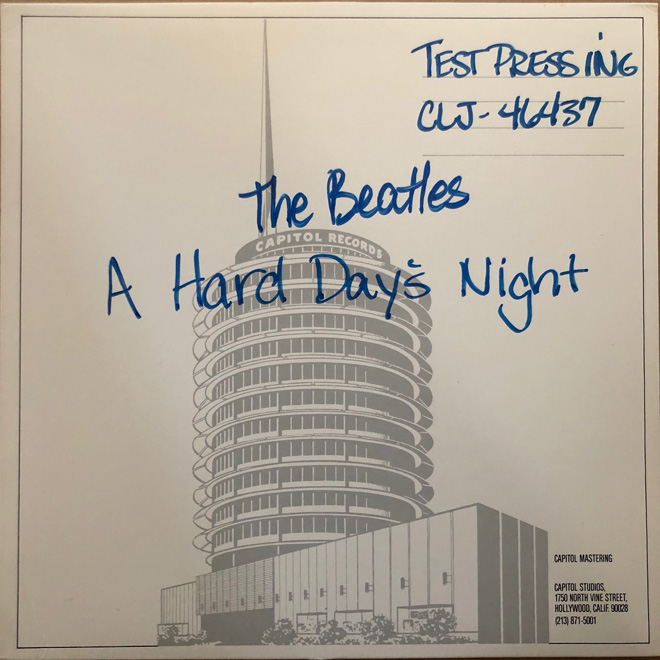 TEST PRESSING
CLJ-46437
The Beatles
CAPITOL RECORDS
A Hard Day's Night
CAPITOL MASTERING
CAPITOL STUDIOS,
1750 NORTH VINE STREET,
HOLLYWOOD, CALIF. 90028
(213) 871-5001